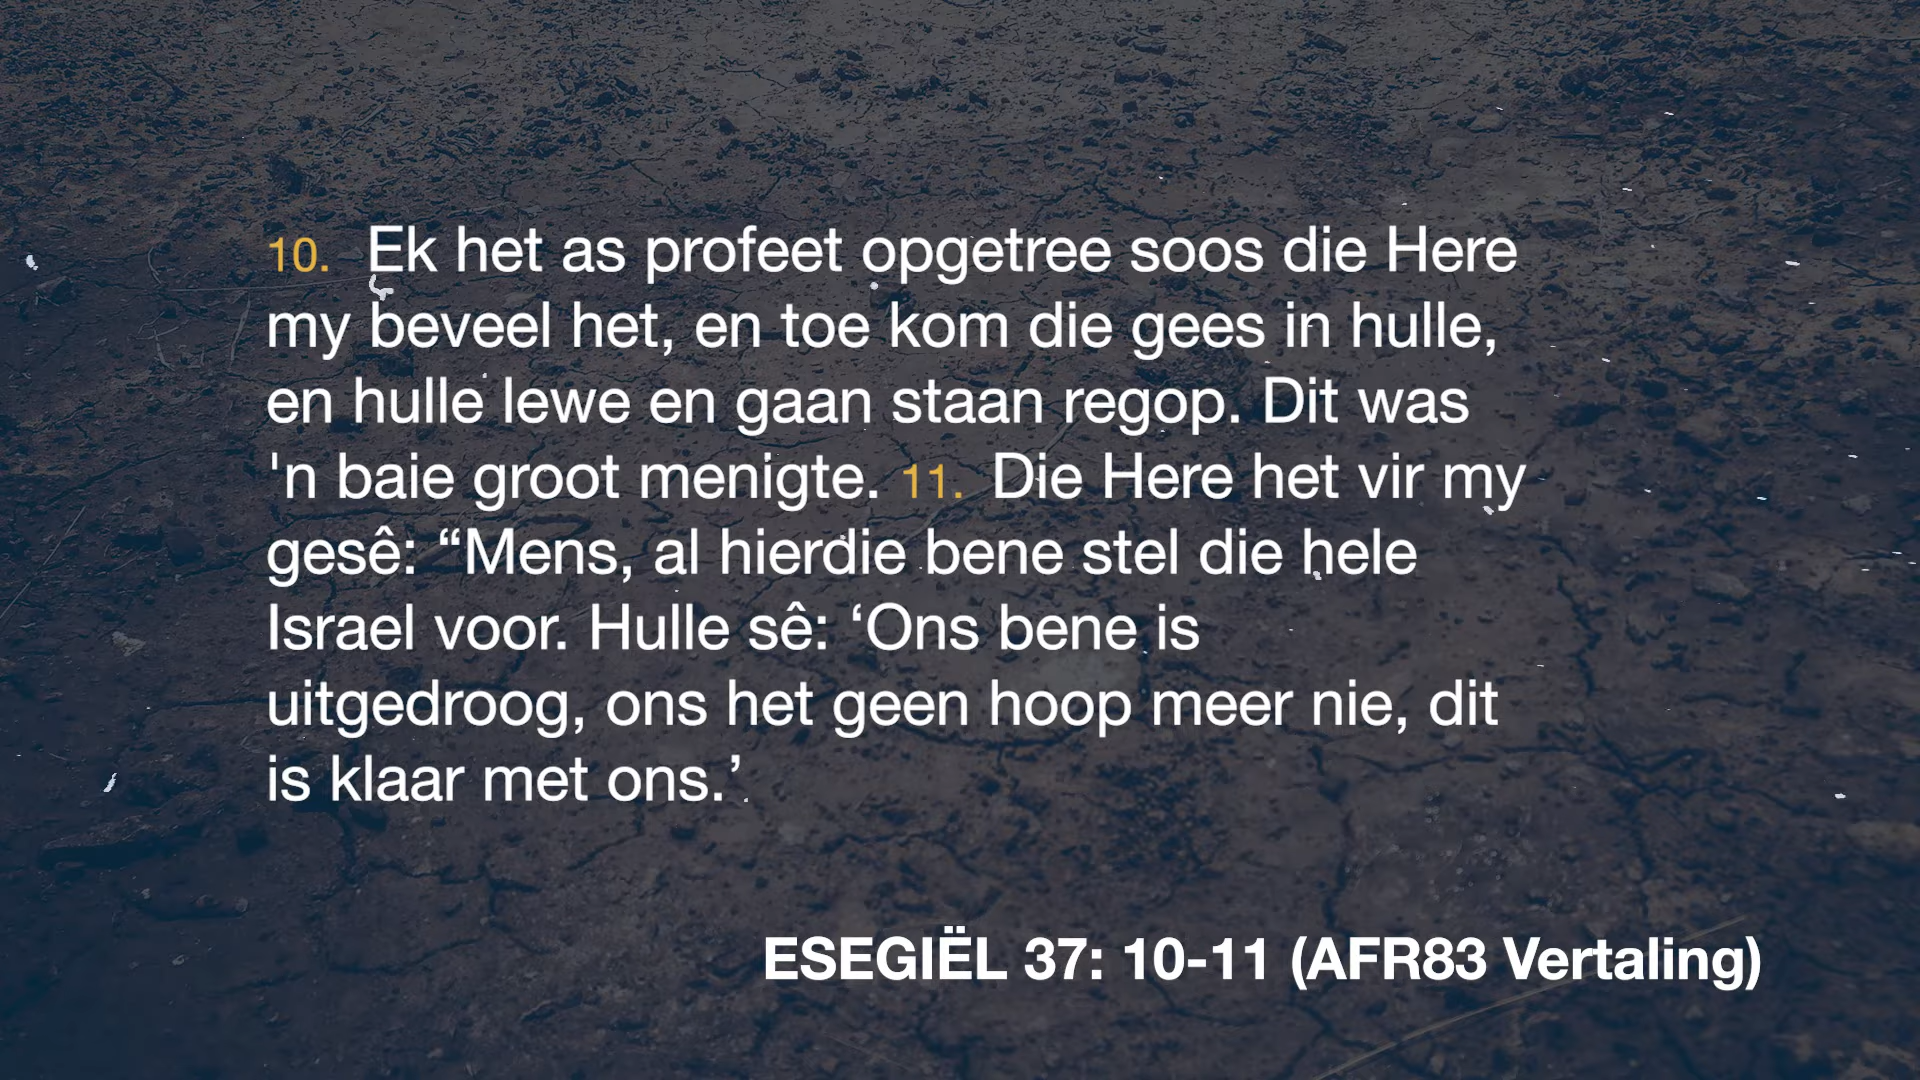 10. Ek het as profeet opgetree soos die Here
my beveel het, en toe kom die gees in hulle,
en hulle lewe en gaan staan regop. Dit was
'n baie groot menigte. 11. Die Here het vir my
gesê: “Mens, al hierdie bene stel die hele
Israel voor. Hulle sê: ‘Ons bene is
uitgedroog, ons het geen hoop meer nie, dit
is klaar met ons.’
ESEGIËL 37: 10-11 (AFR83 Vertaling)